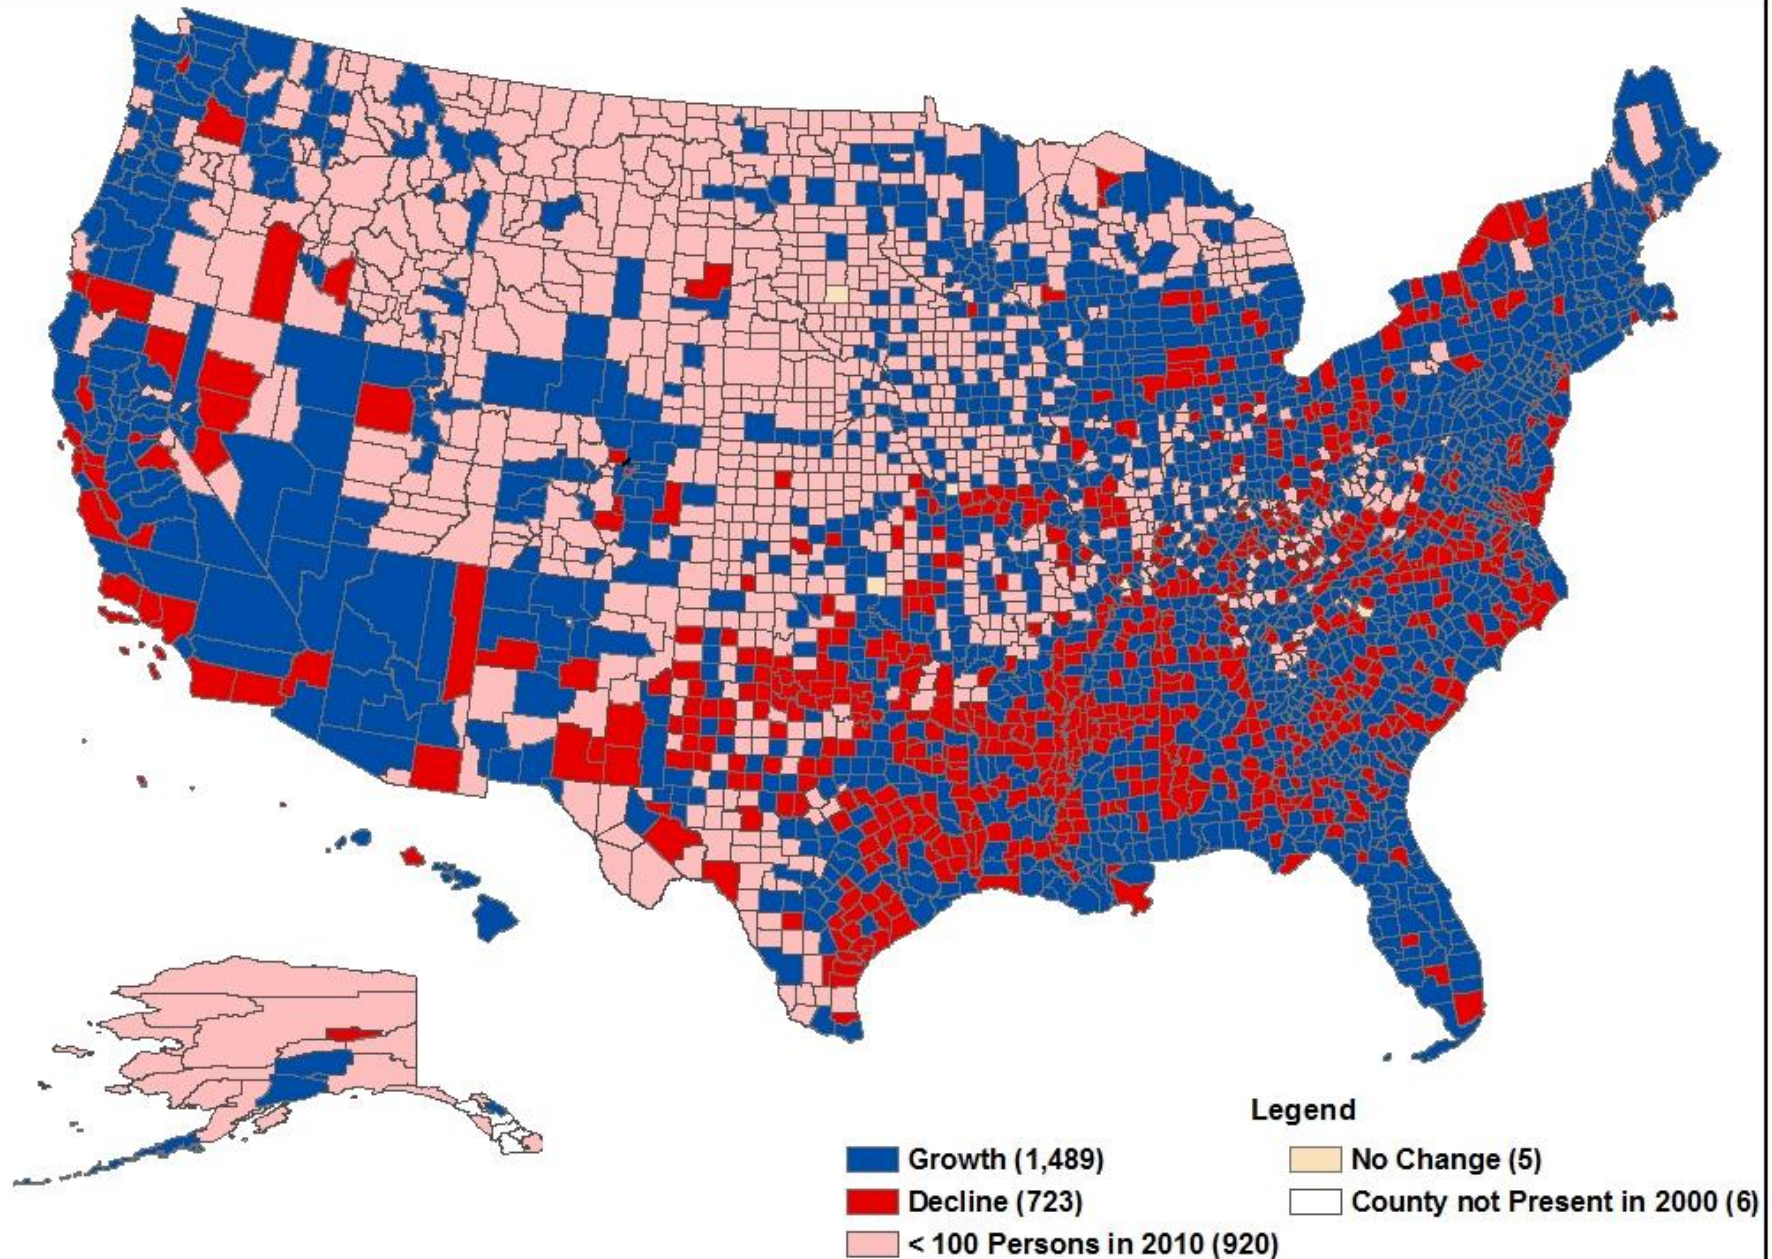 Legend
Growth (1,489)
Decline (723)
< 100 Persons in 2010 (920)
No Change (5)
County not Present in 2000 (6)